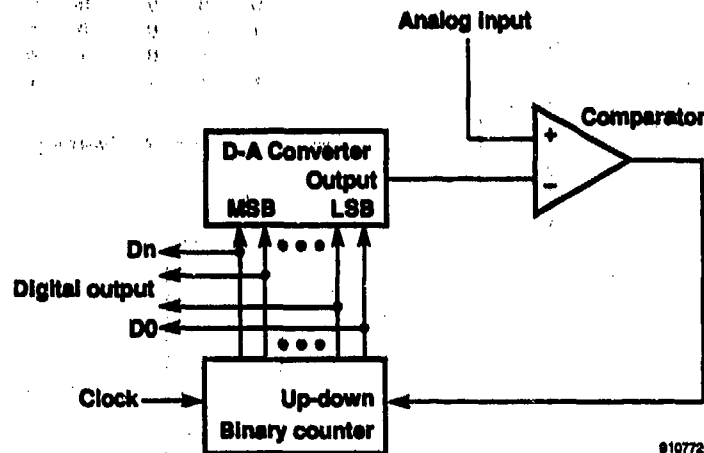 Analog input
Comparator
+
−
D-A Converter
Output
MSB LSB
Dn
Digital output
D0
Clock
Up-down
Binary counter
910772